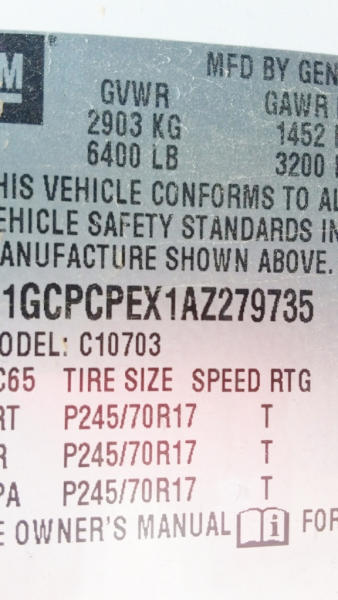 M ®
MFD BY GEN
GVWR GAWR
2903 KG 1452
6400 LB 3200
HIS VEHICLE CONFORMS TO AL
EHICLE SAFETY STANDARDS IN
ANUFACTURE SHOWN ABOVE.
1GCPCPEX1AZ279735
ODEL: C10703
C65 TIRE SIZE SPEED RTG
RT P245/70R17 T
R P245/70R17 T
PA P245/70R17 T
E OWNER'S MANUAL i FOR